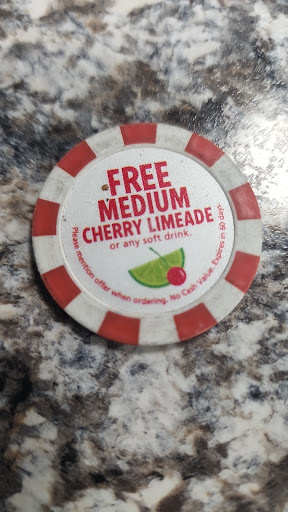 FREE
MEDIUM
CHERRY LIMEADE
or any soft drink.
Please mention offer when ordering. No Cash Value. Expires in 60 days.